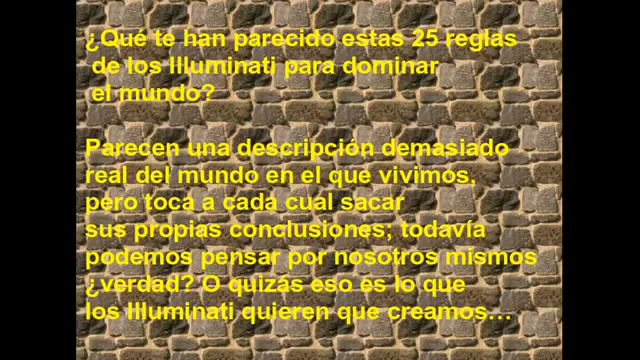 ¿Qué te han parecido estas 25 reglas
de los Illuminati para dominar
el mundo?
Parecen una descripción demasiado
real del mundo en el que vivimos,
pero toca a cada cual sacar
sus propias conclusiones; todavía
podemos pensar por nosotros mismos
¿verdad? O quizás eso es lo que
los Illuminati quieren que creamos...